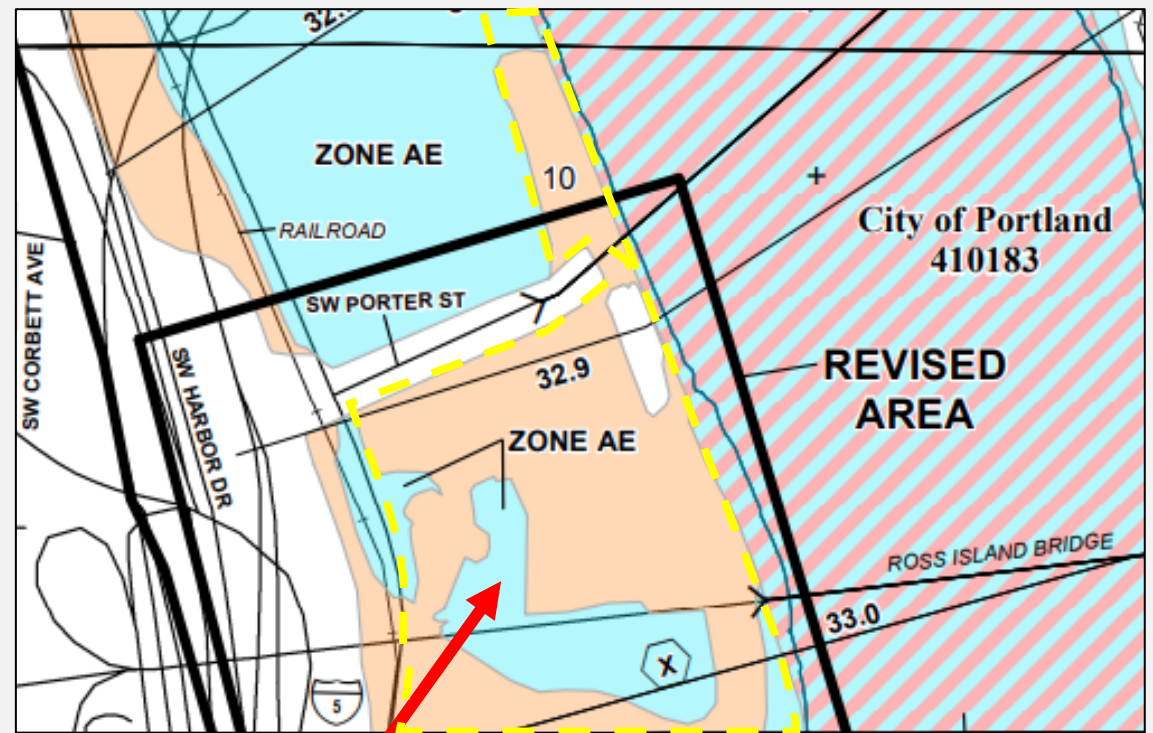 32.
ZONE AE
10
City of Portland
410183
RAILROAD
SW CORBETT AVE
SW PORTER ST
SW HARBOR DR
32.9
REVISED
AREA
ZONE AE
ROSS ISLAND BRIDGE
33.0
X
5